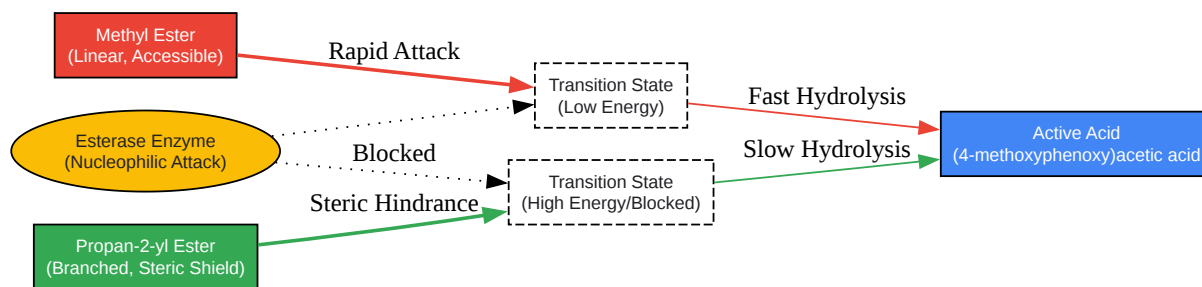 Methyl Ester
(Linear, Accessible)
Rapid Attack
Transition State
(Low Energy)
Fast Hydrolysis
Esterase Enzyme
(Nucleophilic Attack)
Blocked
Active Acid
(4-methoxyphenoxy)acetic acid
Slow Hydrolysis
Transition State
(High Energy/Blocked)
Steric Hindrance
Propan-2-yl Ester
(Branched, Steric Shield)